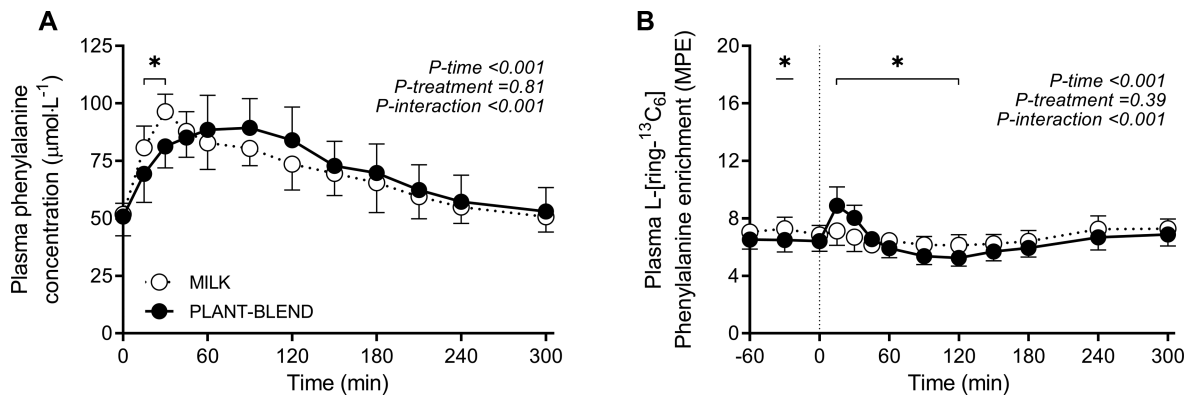 A
Plasma phenylalanine
concentration (μmol·L⁻¹)
125
100
75
50
25
0
*
P-time <0.001
P-treatment =0.81
P-interaction <0.001
MILK
PLANT-BLEND
0 60 120 180 240 300
Time (min)
B
Plasma L-[ring-¹³C₆]
Phenylalanine enrichment (MPE)
20
16
12
8
4
0
* *
P-time <0.001
P-treatment =0.39
P-interaction <0.001
-60 0 60 120 180 240 300
Time (min)